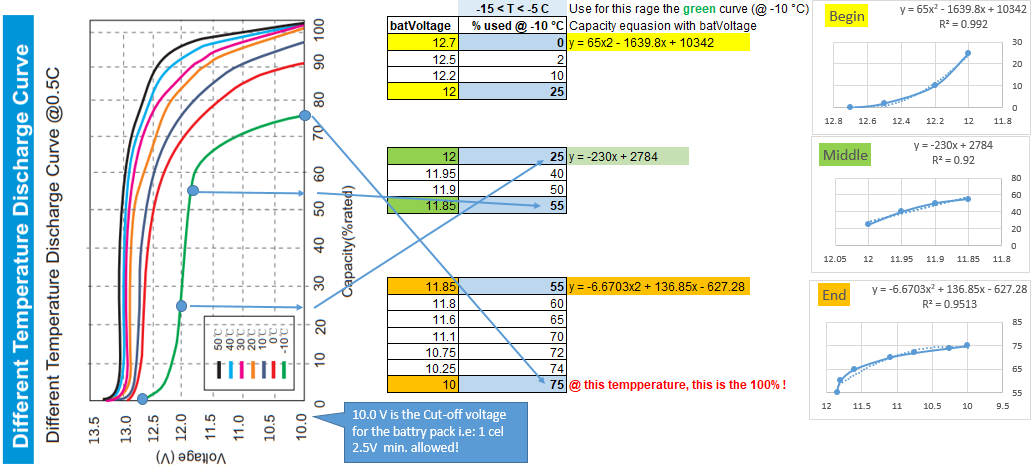 Different Temperature Discharge Curve
Different Temperature Discharge Curve @0.5C
0 10 20 30 40 50 60 70 80 90 100
Capacity(%rated)
13.5 13.0 12.5 12.0 11.5 11.0 10.5 10.0
Voltage (V)
50℃
40℃
30℃
20℃
10℃
0℃
-10℃
-15 < T < -5 C
batVoltage % used @ -10 °C
12.7 0
12.5 2
12.2 10
12 25
Use for this rage the green curve (@ -10 °C)
Capacity equasion with batVoltage
y = 65x2 - 1639.8x + 10342
12 25
11.95 40
11.9 50
11.85 55
y = -230x + 2784
11.85 55
11.8 60
11.6 65
11.1 70
10.75 72
10.25 74
10 75
y = -6.6703x2 + 136.85x - 627.28
@ this tempperature, this is the 100% !
10.0 V is the Cut-off voltage
for the battry pack i.e: 1 cel
2.5V min. allowed!
Begin
y = 65x² - 1639.8x + 10342
R² = 0.992
30
20
10
0
12.8 12.6 12.4 12.2 12 11.8
Middle
y = -230x + 2784
R² = 0.92
80
60
40
20
0
12.05 12 11.95 11.9 11.85 11.8
End
y = -6.6703x² + 136.85x - 627.28
R² = 0.9513
85
75
65
55
12 11.5 11 10.5 10 9.5